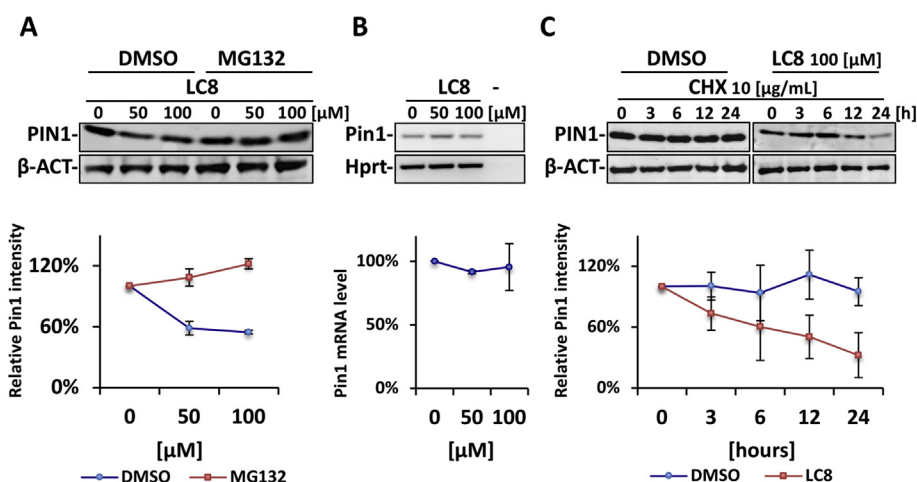 A
DMSO MG132
LC8
0 50 100 0 50 100 [µM]
PIN1-
β-ACT-
Relative Pin1 intensity
120%
60%
0%
0 50 100
[µM]
DMSO MG132
B
LC8 -
0 50 100 [µM]
Pin1-
Hprt-
Pin1 mRNA level
100%
50%
0%
0 50 100
[µM]
C
DMSO LC8 100 [µM]
CHX 10 [µg/mL]
0 3 6 12 24 0 3 6 12 24 [h]
PIN1-
β-ACT-
Relative Pin1 intensity
120%
60%
0%
0 3 6 12 24
[hours]
DMSO LC8